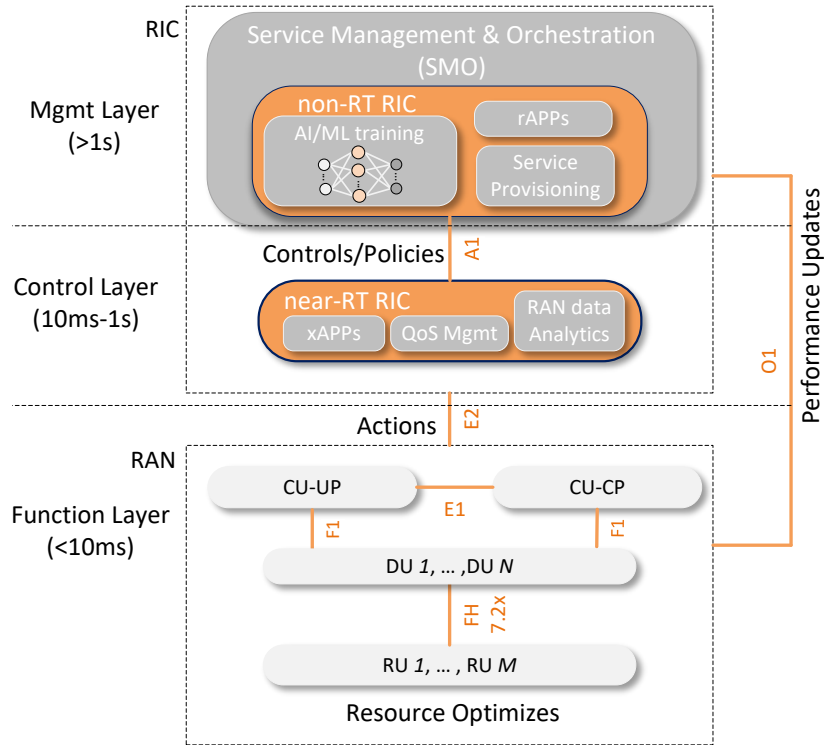 RIC
Service Management & Orchestration
(SMO)
Mgmt Layer
(>1s)
non-RT RIC
AI/ML training
rAPPs
Service
Provisioning
Controls/Policies
A1
Control Layer
(10ms-1s)
near-RT RIC
xAPPs
QoS Mgmt
RAN data
Analytics
O1
Performance Updates
Actions
E2
RAN
Function Layer
(<10ms)
CU-UP
E1
CU-CP
F1
F1
DU 1, ... ,DU N
FH
7.2x
RU 1, ... , RU M
Resource Optimizes